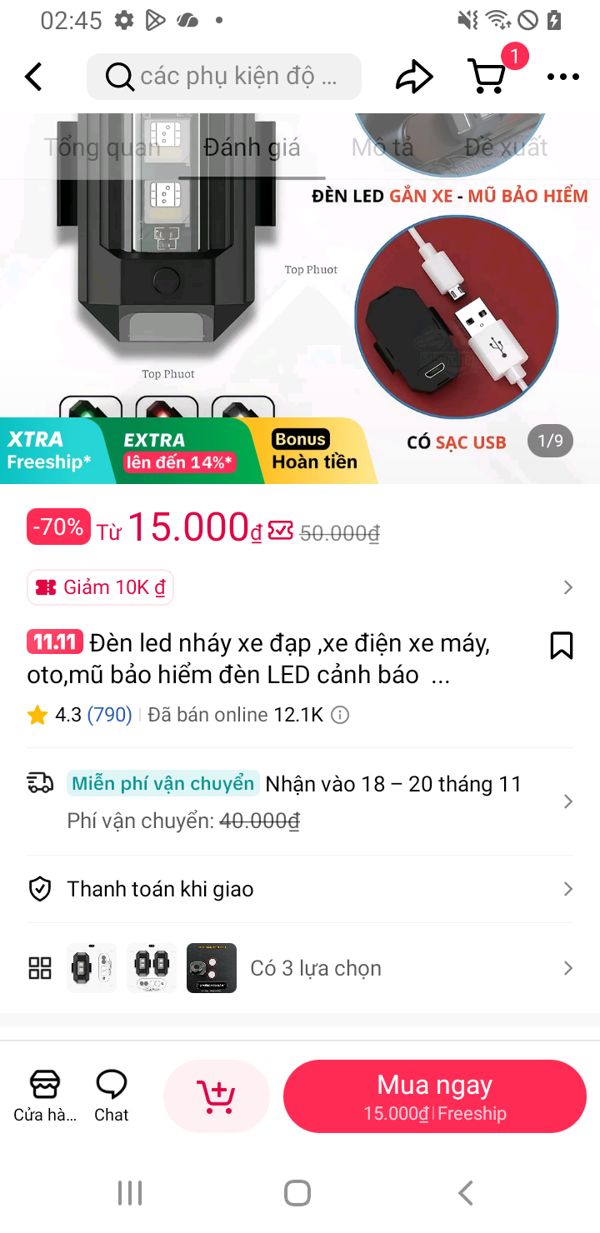 02:45
các phụ kiện độ ...
1
Tổng quan
Đánh giá
Mô tả
Đề xuất
ĐÈN LED GẮN XE - MŨ BẢO HIỂM
Top Phuot
Top Phuot
XTRA
Freeship*
EXTRA
lên đến 14%*
Bonus
Hoàn tiền
CÓ SẠC USB
1/9
-70% Từ 15.000₫ 50.000₫
Giảm 10K ₫
11.11 Đèn led nháy xe đạp ,xe điện xe máy,
oto,mũ bảo hiểm đèn LED cảnh báo ...
4.3 (790) Đã bán online 12.1K
Miễn phí vận chuyển Nhận vào 18 – 20 tháng 11
Phí vận chuyển: 40.000₫
Thanh toán khi giao
Có 3 lựa chọn
Cửa hà...
Chat
Mua ngay
15.000₫ | Freeship